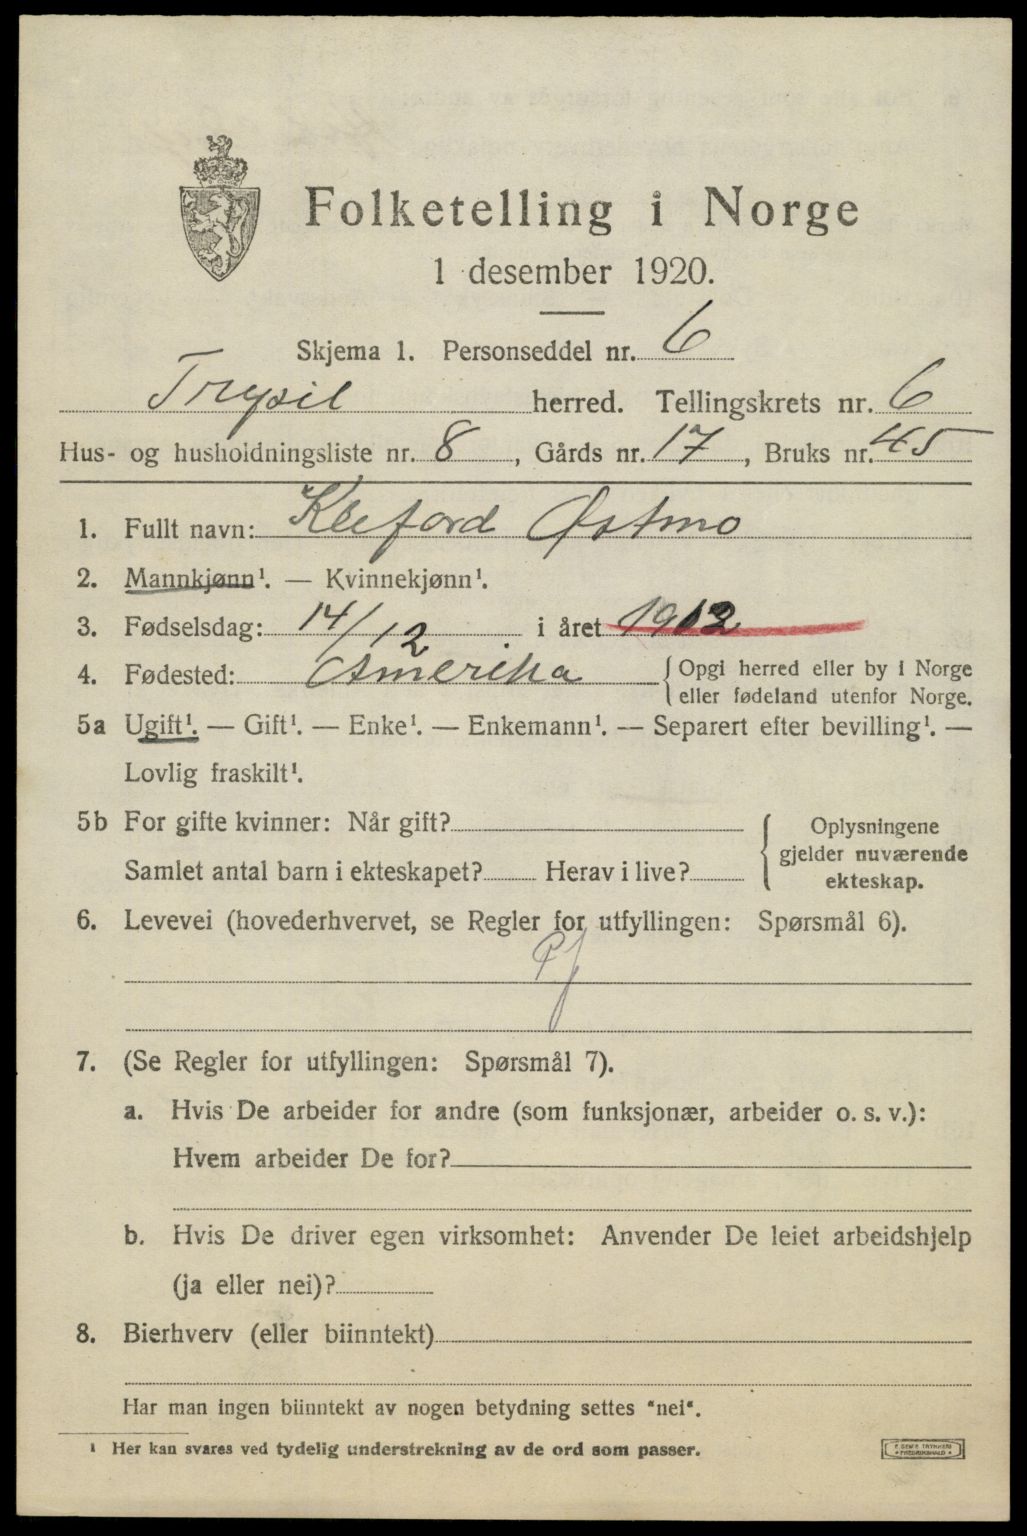 Folketelling i Norge
1 desember 1920.
Skjema 1. Personseddel nr. 6
Trysil herred. Tellingskrets nr. 6
Hus- og husholdningsliste nr. 8, Gårds nr. 17, Bruks nr. 45
1. Fullt navn: Kleford Østmo
2. Mannkjønn¹. — Kvinnekjønn¹.
3. Fødselsdag: 14/12 i året 1912
4. Fødested: Amerika {Opgi herred eller by i Norge
eller fødeland utenfor Norge.
5a Ugift¹. — Gift¹. — Enke¹. — Enkemann¹. — Separert efter bevilling¹. —
Lovlig fraskilt¹.
5b For gifte kvinner: Når gift?
Samlet antal barn i ekteskapet? Herav i live?
Oplysningene
gjelder nuværende
ekteskap.
6. Levevei (hovederhvervet, se Regler for utfyllingen: Spørsmål 6).
7. (Se Regler for utfyllingen: Spørsmål 7).
a. Hvis De arbeider for andre (som funksjonær, arbeider o. s. v.):
Hvem arbeider De for?
b. Hvis De driver egen virksomhet: Anvender De leiet arbeidshjelp
(ja eller nei)?
8. Bierhverv (eller biinntekt)
Har man ingen biinntekt av nogen betydning settes "nei".
¹ Her kan svares ved tydelig understrekning av de ord som passer.